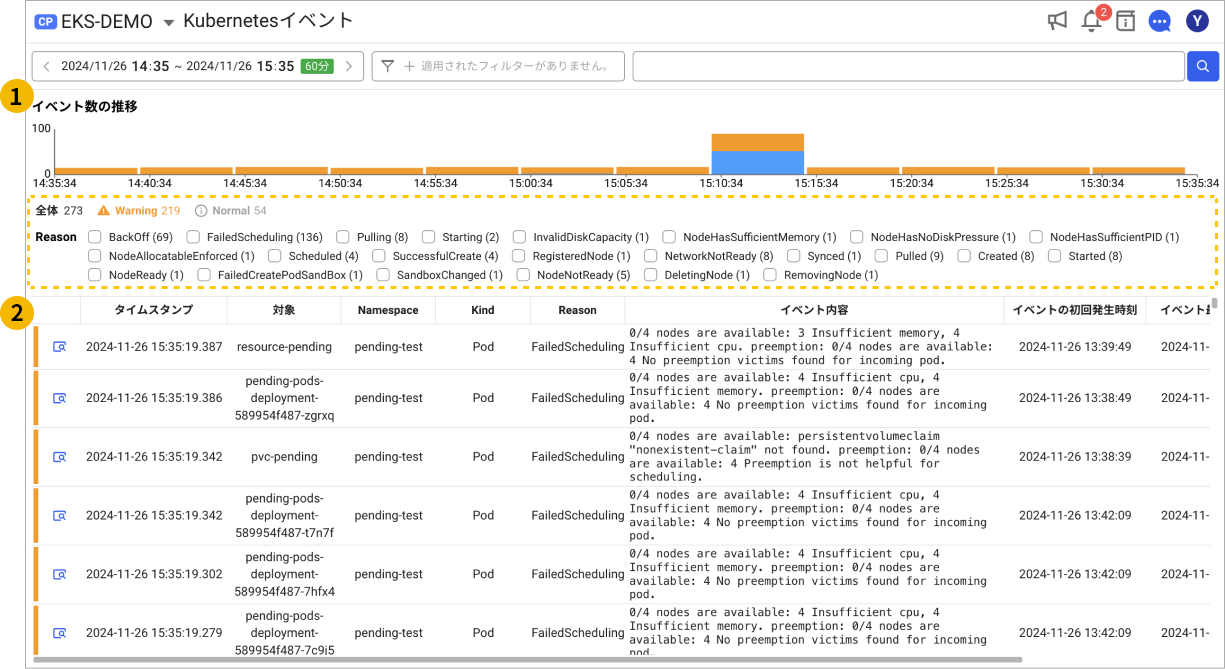 CP EKS-DEMO Kubernetesイベント 2 Y
2024/11/26 14:35 ~ 2024/11/26 15:35 60分 適用されたフィルターがありません。
1
イベント数の推移
100
0
14:35:34 14:40:34 14:45:34 14:50:34 14:55:34 15:00:34 15:05:34 15:10:34 15:15:34 15:20:34 15:25:34 15:30:34 15:35:34
全体 273 Warning 219 Normal 54
Reason BackOff (69) FailedScheduling (136) Pulling (8) Starting (2) InvalidDiskCapacity (1) NodeHasSufficientMemory (1) NodeHasNoDiskPressure (1) NodeHasSufficientPID (1)
NodeAllocatableEnforced (1) Scheduled (4) SuccessfulCreate (4) RegisteredNode (1) NetworkNotReady (8) Synced (1) Pulled (9) Created (8) Started (8)
NodeReady (1) FailedCreatePodSandBox (1) SandboxChanged (1) NodeNotReady (5) DeletingNode (1) RemovingNode (1)
2
タイムスタンプ 対象 Namespace Kind Reason イベント内容 イベントの初回発生時刻 イベント
2024-11-26 15:35:19.387 resource-pending pending-test Pod FailedScheduling
0/4 nodes are available: 3 Insufficient memory, 4
Insufficient cpu. preemption: 0/4 nodes are available:
4 No preemption victims found for incoming pod.
2024-11-26 13:39:49 2024-11-
2024-11-26 15:35:19.386
pending-pods-
deployment-
589954f487-zgrxq
pending-test Pod FailedScheduling
0/4 nodes are available: 4 Insufficient cpu, 4
Insufficient memory. preemption: 0/4 nodes are
available: 4 No preemption victims found for incoming
pod.
2024-11-26 13:38:49 2024-11-
2024-11-26 15:35:19.342 pvc-pending pending-test Pod FailedScheduling
0/4 nodes are available: persistentvolumeclaim
"nonexistent-claim" not found. preemption: 0/4 nodes
are available: 4 Preemption is not helpful for
scheduling.
2024-11-26 13:38:39 2024-11-
2024-11-26 15:35:19.342
pending-pods-
deployment-
589954f487-t7n7f
pending-test Pod FailedScheduling
0/4 nodes are available: 4 Insufficient cpu, 4
Insufficient memory. preemption: 0/4 nodes are
available: 4 No preemption victims found for incoming
pod.
2024-11-26 13:42:09 2024-11-
2024-11-26 15:35:19.302
pending-pods-
deployment-
589954f487-7hfx4
pending-test Pod FailedScheduling
0/4 nodes are available: 4 Insufficient cpu, 4
Insufficient memory. preemption: 0/4 nodes are
available: 4 No preemption victims found for incoming
pod.
2024-11-26 13:42:09 2024-11-
2024-11-26 15:35:19.279
pending-pods-
deployment-
589954f487-7c9j5
pending-test Pod FailedScheduling
0/4 nodes are available: 4 Insufficient cpu, 4
Insufficient memory. preemption: 0/4 nodes are
available: 4 No preemption victims found for incoming
pod.
2024-11-26 13:42:09 2024-11-